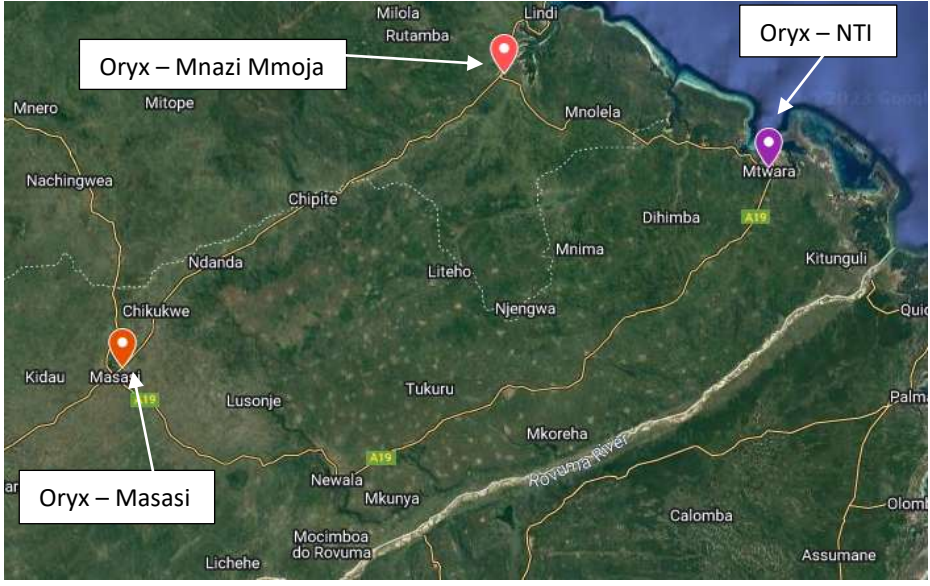 Milola
Lindi
Rutamba
Oryx – NTI
Oryx – Mnazi Mmoja
Mnero
Mitope
Mnolela
Nachingwea
Mtwara
Chipite
Dihimba
A19
Mnima
Ndanda
Liteho
Kitunguli
Njengwa
Chikukwe
Quio
Kidau
Masasi
Tukuru
Lusonje
A19
Palma
Mkoreha
A19
Rovuma River
Newala
Oryx – Masasi
Mkunya
Calomba
Olomb
Mocimboa
do Rovuma
Lichehe
Assumane